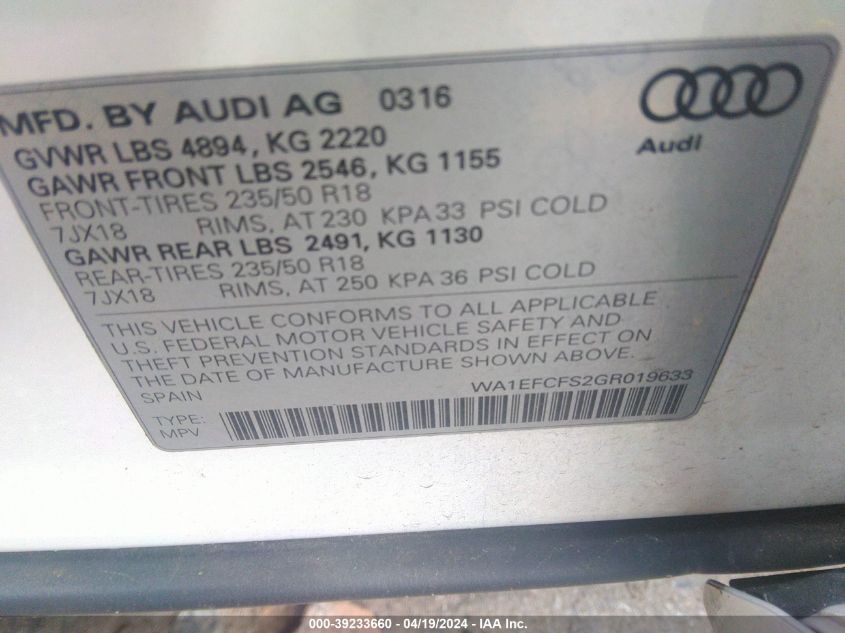 MFD. BY AUDI AG 0316
GVWR LBS 4894, KG 2220
GAWR FRONT LBS 2546, KG 1155
FRONT-TIRES 235/50 R18
7JX18 RIMS, AT 230 KPA 33 PSI COLD
GAWR REAR LBS 2491, KG 1130
REAR-TIRES 235/50 R18
7JX18 RIMS, AT 250 KPA 36 PSI COLD
Audi
THIS VEHICLE CONFORMS TO ALL APPLICABLE
U.S. FEDERAL MOTOR VEHICLE SAFETY AND
THEFT PREVENTION STANDARDS IN EFFECT ON
THE DATE OF MANUFACTURE SHOWN ABOVE.
SPAIN WA1EFCFS2GR019633
TYPE:
MPV
000-39233660 - 04/19/2024 - IAA Inc.